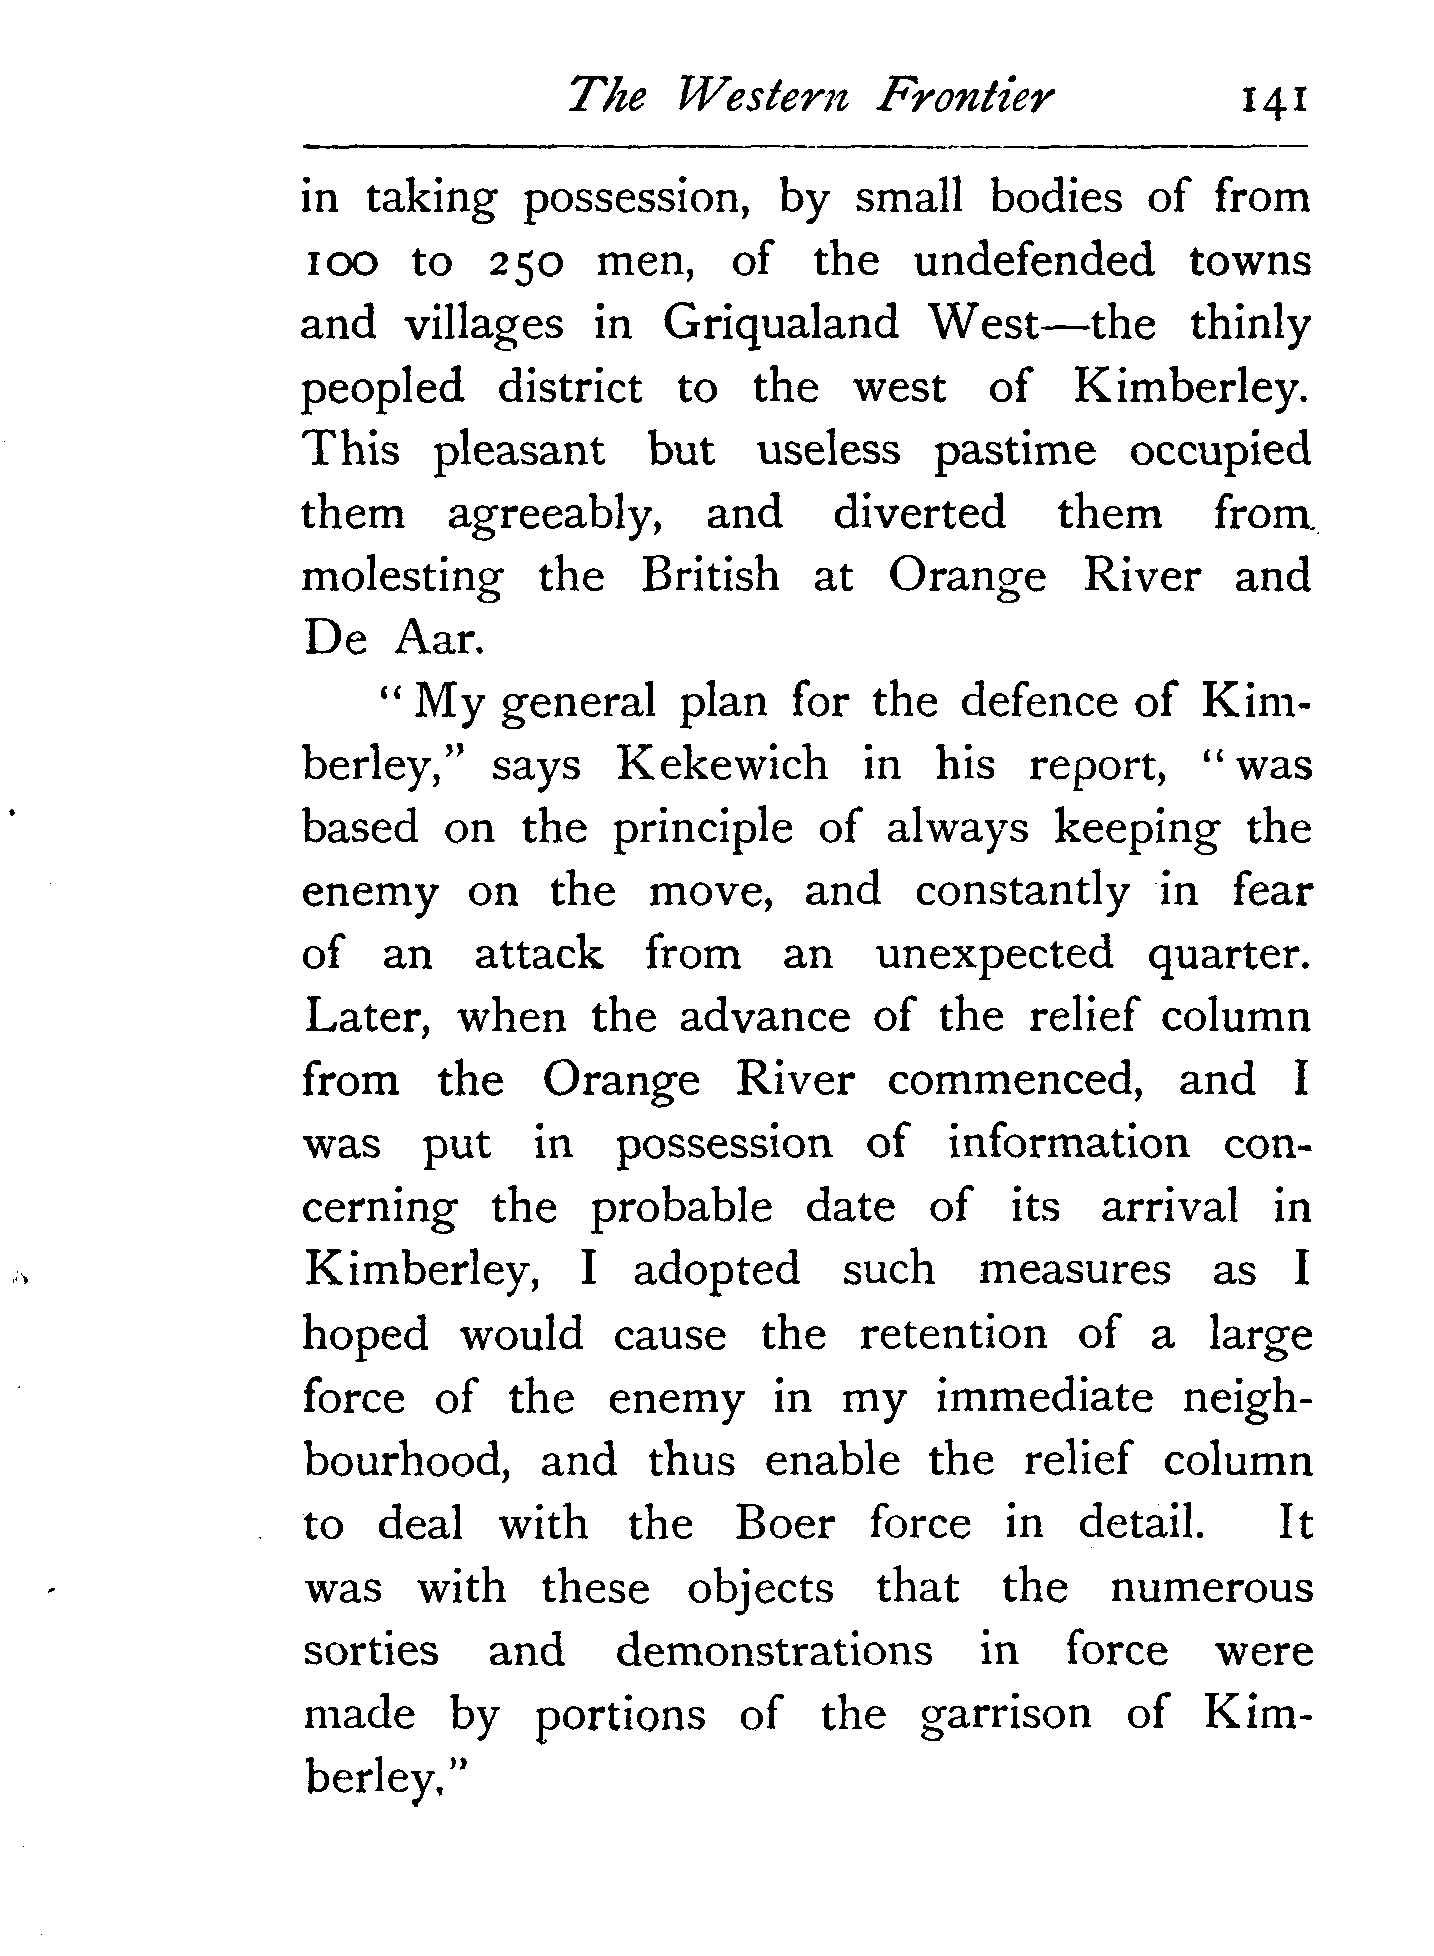 The Western Frontier 141
in taking possession, by small bodies of from
100 to 250 men, of the undefended towns
and villages in Griqualand West—the thinly
peopled district to the west of Kimberley.
This pleasant but useless pastime occupied
them agreeably, and diverted them from
molesting the British at Orange River and
De Aar.
“ My general plan for the defence of Kim-
berley,” says Kekewich in his report, “ was
based on the principle of always keeping the
enemy on the move, and constantly in fear
of an attack from an unexpected quarter.
Later, when the advance of the relief column
from the Orange River commenced, and I
was put in possession of information con-
cerning the probable date of its arrival in
Kimberley, I adopted such measures as I
hoped would cause the retention of a large
force of the enemy in my immediate neigh-
bourhood, and thus enable the relief column
to deal with the Boer force in detail. It
was with these objects that the numerous
sorties and demonstrations in force were
made by portions of the garrison of Kim-
berley.”